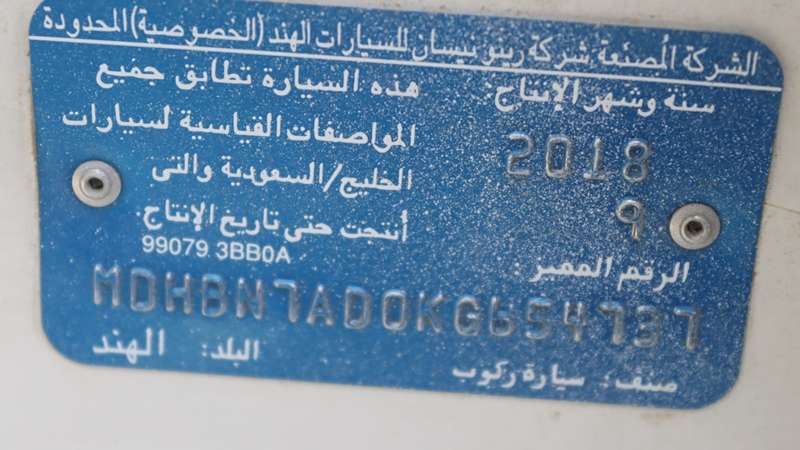 الشركة المصنعة: شركة رينو نيسان للسيارات الهند (الخصوصية) المحدودة
سنة وشهر الإنتاج:
2018
9
هذه السيارة تطابق جميع
المواصفات القياسية لسيارات
الخليج/السعودية والتي
أنتجت حتى تاريخ الإنتاج.
99079 3BB0A
الرقم المميز:
MDHBN7AD0KG654737
صنف: سيارة ركوب
البلد: الهند